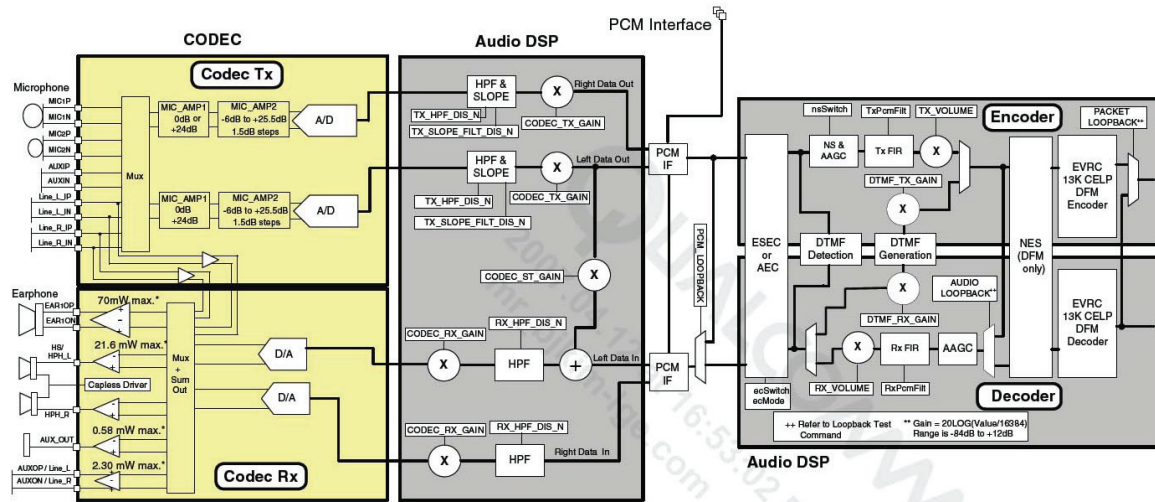 PCM Interface
CODEC
Audio DSP
Codec Tx
Microphone
MIC1P
MIC1N
MIC2P
MIC2N
AUXIP
AUXIN
Line_L_IP
Line_L_IN
Line_R_IP
Line_R_IN
Mux
MIC_AMP1
0dB or
+24dB
MIC_AMP2
-6dB to +25.5dB
1.5dB steps
A/D
MIC_AMP1
0dB
+24dB
MIC_AMP2
-6dB to +25.5dB
1.5dB steps
A/D
HPF &
SLOPE
X
Right Data Out
TX_HPF_DIS_N
TX_SLOPE_FILT_DIS_N
CODEC_TX_GAIN
HPF &
SLOPE
X
Left Data Out
TX_HPF_DIS_N
TX_SLOPE_FILT_DIS_N
CODEC_TX_GAIN
CODEC_ST_GAIN
X
PCM
IF
PCM_LOOPBACK
Earphone
EAR1OP
EAR1ON
HS/
HPH_L
Capless Driver
HPH_R
AUX_OUT
AUXOP / Line_L
AUXON / Line_R
70mW max.*
21.6 mW max.*
0.58 mW max.*
2.30 mW max.*
Mux
+
Sum
Out
D/A
D/A
Codec Rx
CODEC_RX_GAIN
X
RX_HPF_DIS_N
HPF
+
Left Data In
PCM
IF
CODEC_RX_GAIN
X
RX_HPF_DIS_N
HPF
Right Data In
nsSwitch
TxPcmFilt
TX_VOLUME
Encoder
PACKET
LOOPBACK**
NS &
AAGC
Tx FIR
X
DTMF_TX_GAIN
X
EVRC
13K CELP
DFM
Encoder
ESEC
or
AEC
DTMF
Detection
DTMF
Generation
NES
(DFM
only)
X
DTMF_RX_GAIN
AUDIO
LOOPBACK**
EVRC
13K CELP
DFM
Decoder
X
Rx FIR
AAGC
ecSwitch
ecMode
RX_VOLUME
RxPcmFilt
Decoder
++ Refer to Loopback Test
Command
** Gain = 20LOG(Value/16384)
Range is -84dB to +12dB
Audio DSP